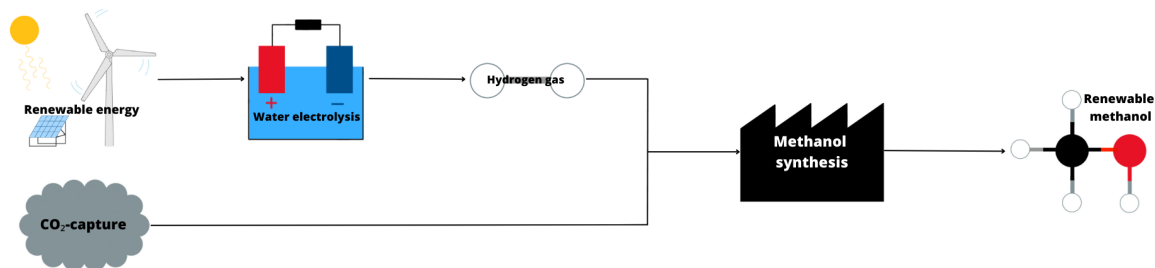 Renewable energy
+
−
Water electrolysis
Hydrogen gas
CO₂-capture
Methanol
synthesis
Renewable
methanol